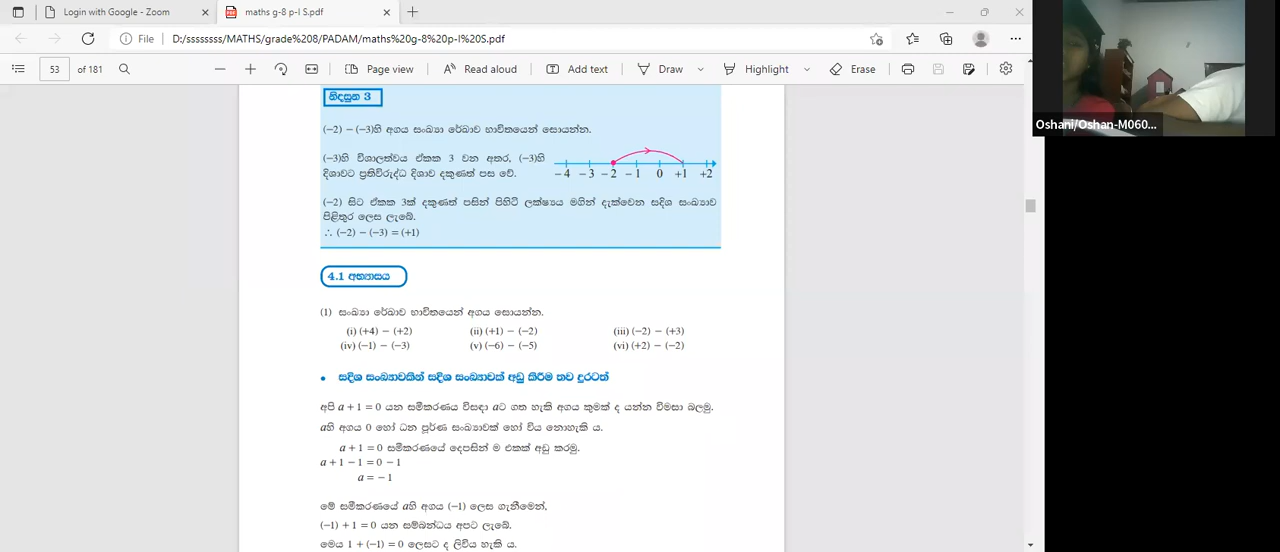 Login with Google - Zoom
maths g-8 p-I S.pdf
File
D:/ssssssss/MATHS/grade%208/PADAM/maths%20g-8%20p-I%20S.pdf
53 of 181
Page view
Read aloud
Add text
Draw
Highlight
Erase
Oshani/Oshan-M060...
නිදසුන 3
(−2) − (−3)හි අගය සංඛ්‍යා රේඛාව භාවිතයෙන් සොයන්න.
(−3)හි විශාලත්වය ඒකක 3 වන අතර, (−3)හි
දිශාවට ප්‍රතිවිරුද්ධ දිශාව දකුණත් පස වේ.
−4 −3 −2 −1 0 +1 +2
(−2) සිට ඒකක 3ක් දකුණත් පසින් පිහිටි ලක්ෂ්‍යය මගින් දැක්වෙන සදිශ සංඛ්‍යාව
පිළිතුර ලෙස ලැබේ.
∴ (−2) − (−3) = (+1)
4.1 අභ්‍යාසය
(1) සංඛ්‍යා රේඛාව භාවිතයෙන් අගය සොයන්න.
(i) (+4) − (+2) (ii) (+1) − (−2) (iii) (−2) − (+3)
(iv) (−1) − (−3) (v) (−6) − (−5) (vi) (+2) − (−2)
• සදිශ සංඛ්‍යාවකින් සදිශ සංඛ්‍යාවක් අඩු කිරීම තව දුරටත්
අපි a + 1 = 0 යන සමීකරණය විසඳා aට ගත හැකි අගය කුමක් ද යන්න විමසා බලමු.
aහි අගය 0 හෝ ධන පූර්ණ සංඛ්‍යාවක් හෝ විය නොහැකි ය.
a + 1 = 0 සමීකරණයේ දෙපසින් ම එකක් අඩු කරමු.
a + 1 − 1 = 0 − 1
a = − 1
මේ සමීකරණයේ aහි අගය (−1) ලෙස ගැනීමෙන්,
(−1) + 1 = 0 යන සම්බන්ධය අපට ලැබේ.
මෙය 1 + (−1) = 0 ලෙසට ද ලිවිය හැකි ය.